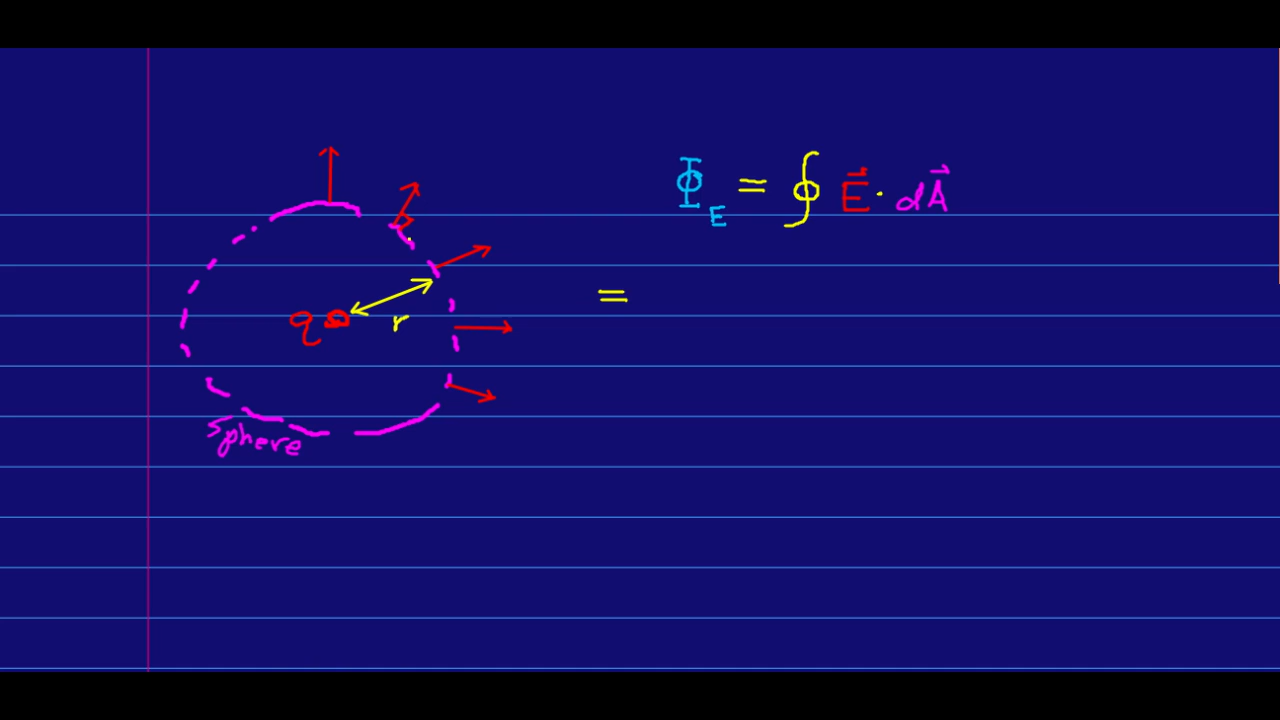 Φ_E = ∮ E⃗ · dA⃗
=
q
r
sphere